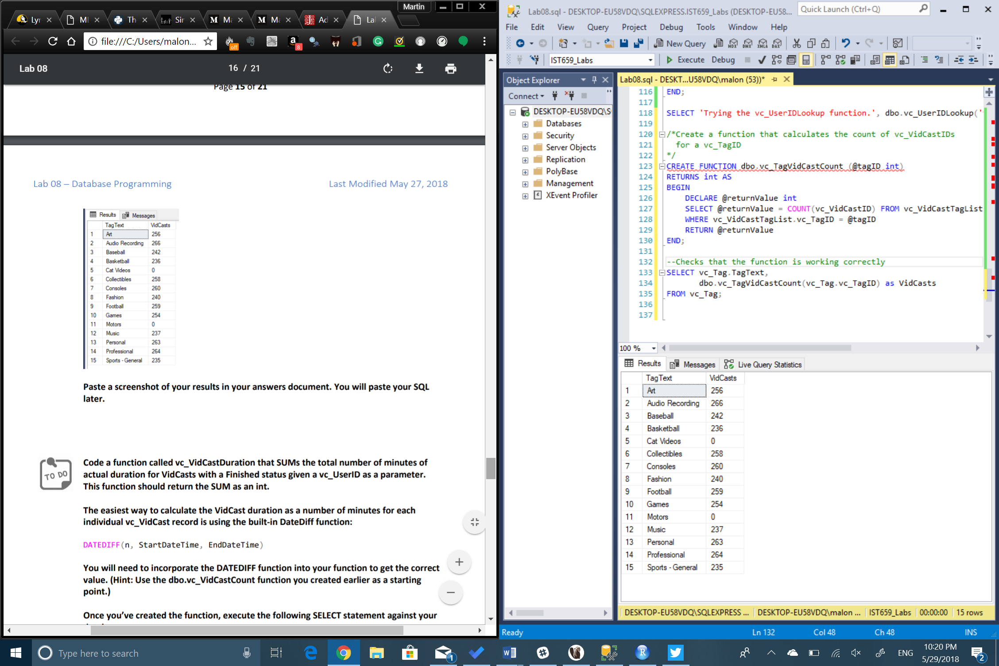 Martin
Lyr
MI
Th
Sir
M Ma
M Ma
Ad
Lal
file:///C:/Users/malon...
off
8
Lab 08
16 / 21
Page 15 of 21
Lab 08 – Database Programming
Last Modified May 27, 2018
Results
Messages
TagText VidCasts
1 Art 256
2 Audio Recording 266
3 Baseball 242
4 Basketball 236
5 Cat Videos 0
6 Collectibles 258
7 Consoles 260
8 Fashion 240
9 Football 259
10 Games 254
11 Motors 0
12 Music 237
13 Personal 263
14 Professional 264
15 Sports - General 235
Paste a screenshot of your results in your answers document. You will paste your SQL
later.
TO DO
Code a function called vc_VidCastDuration that SUMs the total number of minutes of
actual duration for VidCasts with a Finished status given a vc_UserID as a parameter.
This function should return the SUM as an int.
The easiest way to calculate the VidCast duration as a number of minutes for each
individual vc_VidCast record is using the built-in DateDiff function:
DATEDIFF(n, StartDateTime, EndDateTime)
You will need to incorporate the DATEDIFF function into your function to get the correct
value. (Hint: Use the dbo.vc_VidCastCount function you created earlier as a starting
point.)
Once you've created the function, execute the following SELECT statement against your
Lab08.sql - DESKTOP-EU58VDQ\SQLEXPRESS.IST659_Labs (DESKTOP-EU58...
Quick Launch (Ctrl+Q)
File Edit View Query Project Debug Tools Window Help
New Query
MDX DMX XMLA DAX
IST659_Labs
Execute Debug
Object Explorer
Connect
DESKTOP-EU58VDQ\S
Databases
Security
Server Objects
Replication
PolyBase
Management
XEvent Profiler
Lab08.sql - DESKT...U58VDQ\malon (53))*
116 END;
117
118 SELECT 'Trying the vc_UserIDLookup function.', dbo.vc_UserIDLookup('
119
120 /*Create a function that calculates the count of vc_VidCastIDs
121 for a vc_TagID
122 */
123 CREATE FUNCTION dbo.vc_TagVidCastCount (@tagID int)
124 RETURNS int AS
125 BEGIN
126 DECLARE @returnValue int
127 SELECT @returnValue = COUNT(vc_VidCastID) FROM vc_VidCastTagList
128 WHERE vc_VidCastTagList.vc_TagID = @tagID
129 RETURN @returnValue
130 END;
131
132 --Checks that the function is working correctly
133 SELECT vc_Tag.TagText,
134 dbo.vc_TagVidCastCount(vc_Tag.vc_TagID) as VidCasts
135 FROM vc_Tag;
136
137
100 %
Results
Messages
Live Query Statistics
TagText VidCasts
1 Art 256
2 Audio Recording 266
3 Baseball 242
4 Basketball 236
5 Cat Videos 0
6 Collectibles 258
7 Consoles 260
8 Fashion 240
9 Football 259
10 Games 254
11 Motors 0
12 Music 237
13 Personal 263
14 Professional 264
15 Sports - General 235
DESKTOP-EU58VDQ\SQLEXPRESS ... DESKTOP-EU58VDQ\malon ... IST659_Labs 00:00:00 15 rows
Ready
Ln 132
Col 48
Ch 48
INS
Type here to search
1
ENG
10:20 PM
5/29/2018
2